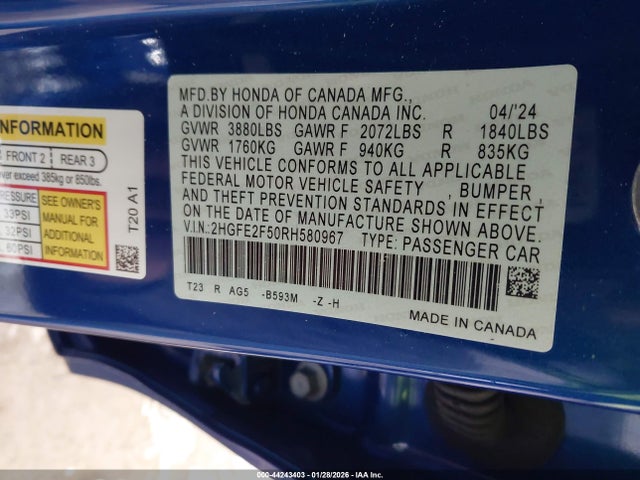 MFD.BY HONDA OF CANADA MFG.,
A DIVISION OF HONDA CANADA INC. 04/'24
GVWR 3880LBS GAWR F 2072LBS R 1840LBS
GVWR 1760KG GAWR F 940KG R 835KG
THIS VEHICLE CONFORMS TO ALL APPLICABLE
FEDERAL MOTOR VEHICLE SAFETY , BUMPER ,
AND THEFT PREVENTION STANDARDS IN EFFECT
ON THE DATE OF MANUFACTURE SHOWN ABOVE.
V.I.N.:2HGFE2F50RH580967 TYPE: PASSENGER CAR
T23 R AG5 -B593M -Z -H
MADE IN CANADA
INFORMATION
FRONT 2 REAR 3
exceed 385kg or 850lbs.
PRESSURE
33PSI
32PSI
60PSI
SEE OWNER'S
MANUAL FOR
ADDITIONAL
INFORMATION
T20 A1
000-44243403 | 01/28/2026 - IAA Inc.